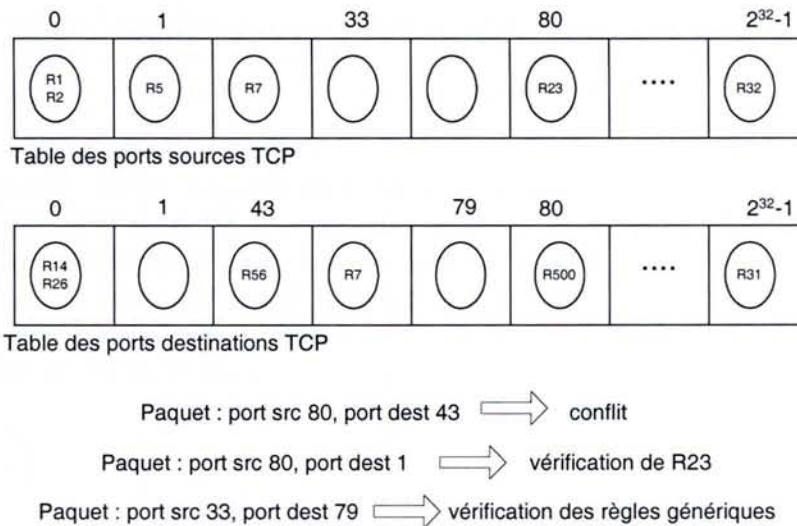 0 1 33 80 2³²-1
R1 R5 R7 R23 .... R32
R2
Table des ports sources TCP
0 1 43 79 80 2³²-1
R14 R56 R7 R500 .... R31
R26
Table des ports destinations TCP
Paquet : port src 80, port dest 43 conflit
Paquet : port src 80, port dest 1 vérification de R23
Paquet : port src 33, port dest 79 vérification des règles génériques